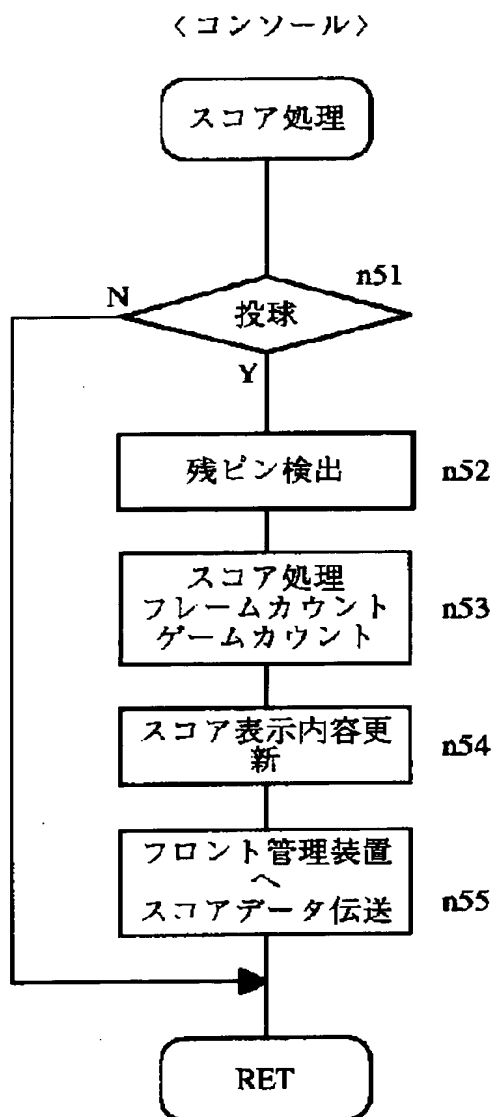 〈コンソール〉
スコア処理
n51
N
投球
Y
残ピン検出
n52
スコア処理
フレームカウント
ゲームカウント
n53
スコア表示内容更
新
n54
フロント管理装置
へ
スコアデータ伝送
n55
RET